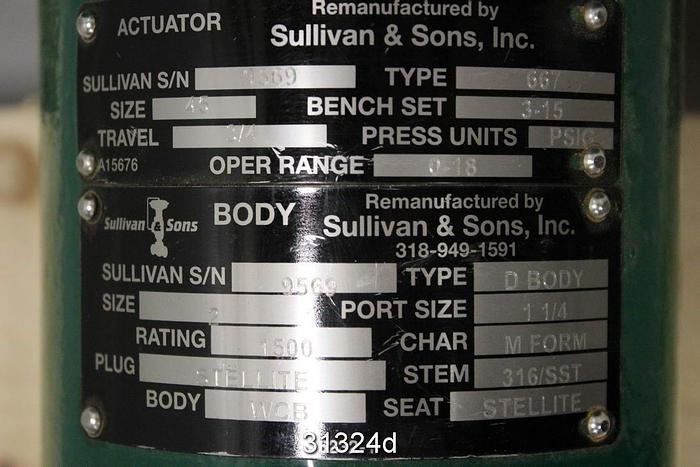 ACTUATOR
Remanufactured by
Sullivan & Sons, Inc.
SULLIVAN S/N 9569 TYPE 667
SIZE 45 BENCH SET 3-15
TRAVEL 3/4 PRESS UNITS PSIG
A15676 OPER RANGE 0-18
Sullivan & Sons
BODY
Remanufactured by
Sullivan & Sons, Inc.
318-949-1591
SULLIVAN S/N 9569 TYPE D BODY
SIZE 2 PORT SIZE 1 1/4
RATING 1500 CHAR M FORM
PLUG STELLITE STEM 316/SST
BODY WCB SEAT STELLITE
31324d